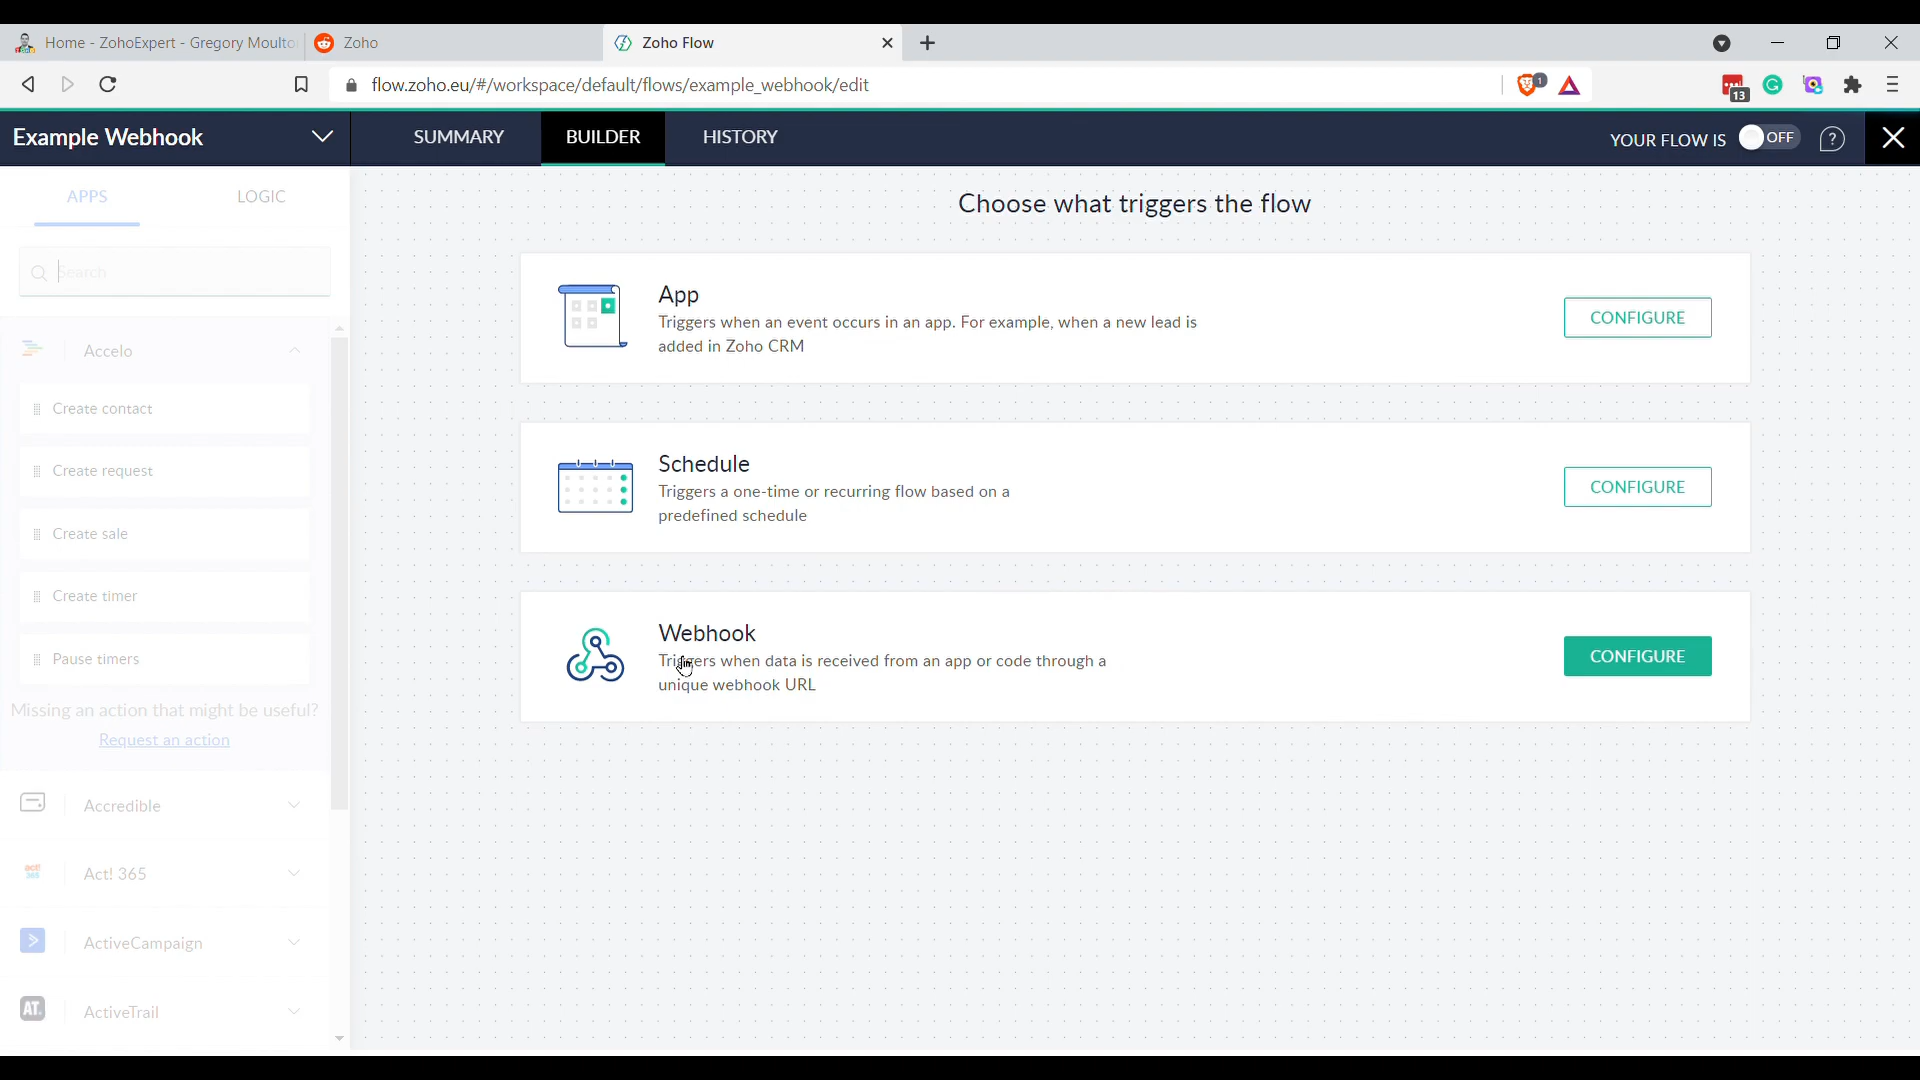 Home - ZohoExpert - Gregory Moulto
Zoho
Zoho Flow
flow.zoho.eu/#/workspace/default/flows/example_webhook/edit
1
13
Example Webhook
SUMMARY
BUILDER
HISTORY
YOUR FLOW IS
OFF
?
APPS
LOGIC
Search
Accelo
Create contact
Create request
Create sale
Create timer
Pause timers
Missing an action that might be useful?
Request an action
Accredible
act! 365
Act! 365
ActiveCampaign
AT.
ActiveTrail
Choose what triggers the flow
App
Triggers when an event occurs in an app. For example, when a new lead is
added in Zoho CRM
CONFIGURE
Schedule
Triggers a one-time or recurring flow based on a
predefined schedule
CONFIGURE
Webhook
Triggers when data is received from an app or code through a
unique webhook URL
CONFIGURE